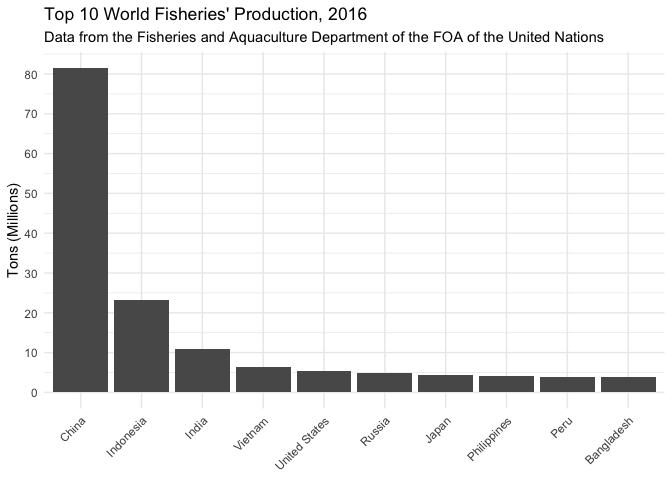 Top 10 World Fisheries' Production, 2016
Data from the Fisheries and Aquaculture Department of the FOA of the United Nations
Tons (Millions)
80
70
60
50
40
30
20
10
0
China
Indonesia
India
Vietnam
United States
Russia
Japan
Philippines
Peru
Bangladesh